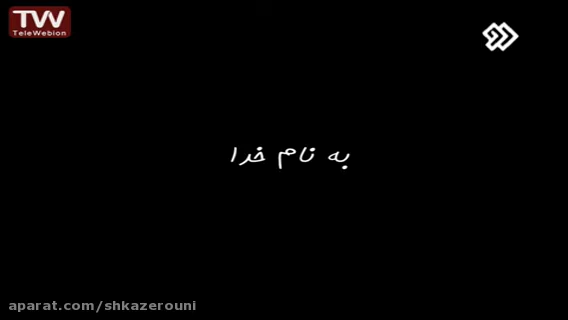 TVV
TeleWebion
به نام خدا
aparat.com/shkazerouni